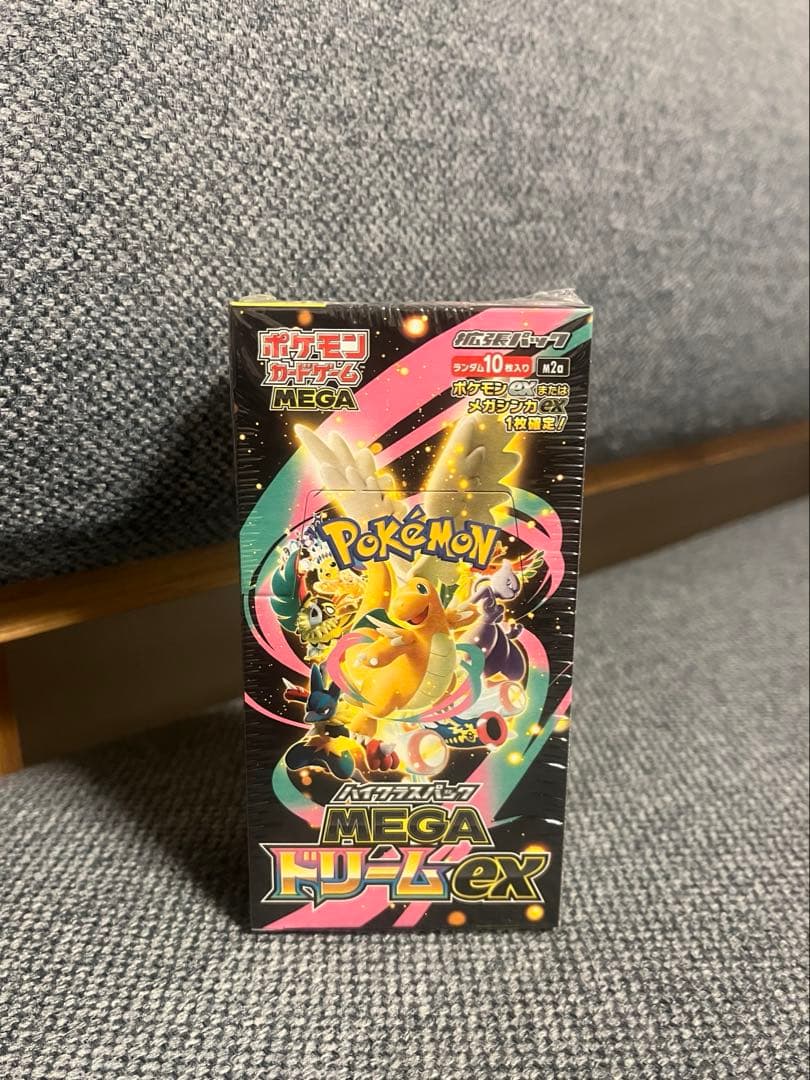 ポケモン
カードゲーム
MEGA
拡張パック
ランダム10枚入り
M2a
ポケモンexまたは
メガシンカex
1枚確定!!
POKéMON
ハイクラスパック
MEGA
ドリームex